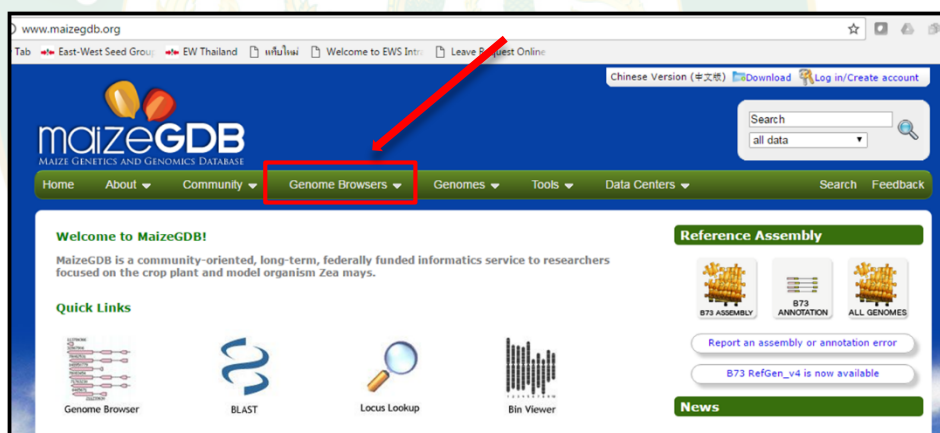 www.maizegdb.org
Tab East-West Seed Group EW Thailand แท็บใหม่ Welcome to EWS Intr Leave Request Online
Chinese Version (中文版) Download Log in/Create account
maizeGDB
MAIZE GENETICS AND GENOMICS DATABASE
Search
all data
Home About Community Genome Browsers Genomes Tools Data Centers Search Feedback
Welcome to MaizeGDB!
MaizeGDB is a community-oriented, long-term, federally funded informatics service to researchers
focused on the crop plant and model organism Zea mays.
Quick Links
Genome Browser
BLAST
Locus Lookup
Bin Viewer
Reference Assembly
B73 ASSEMBLY
B73
ANNOTATION
ALL GENOMES
Report an assembly or annotation error
B73 RefGen_v4 is now available
News